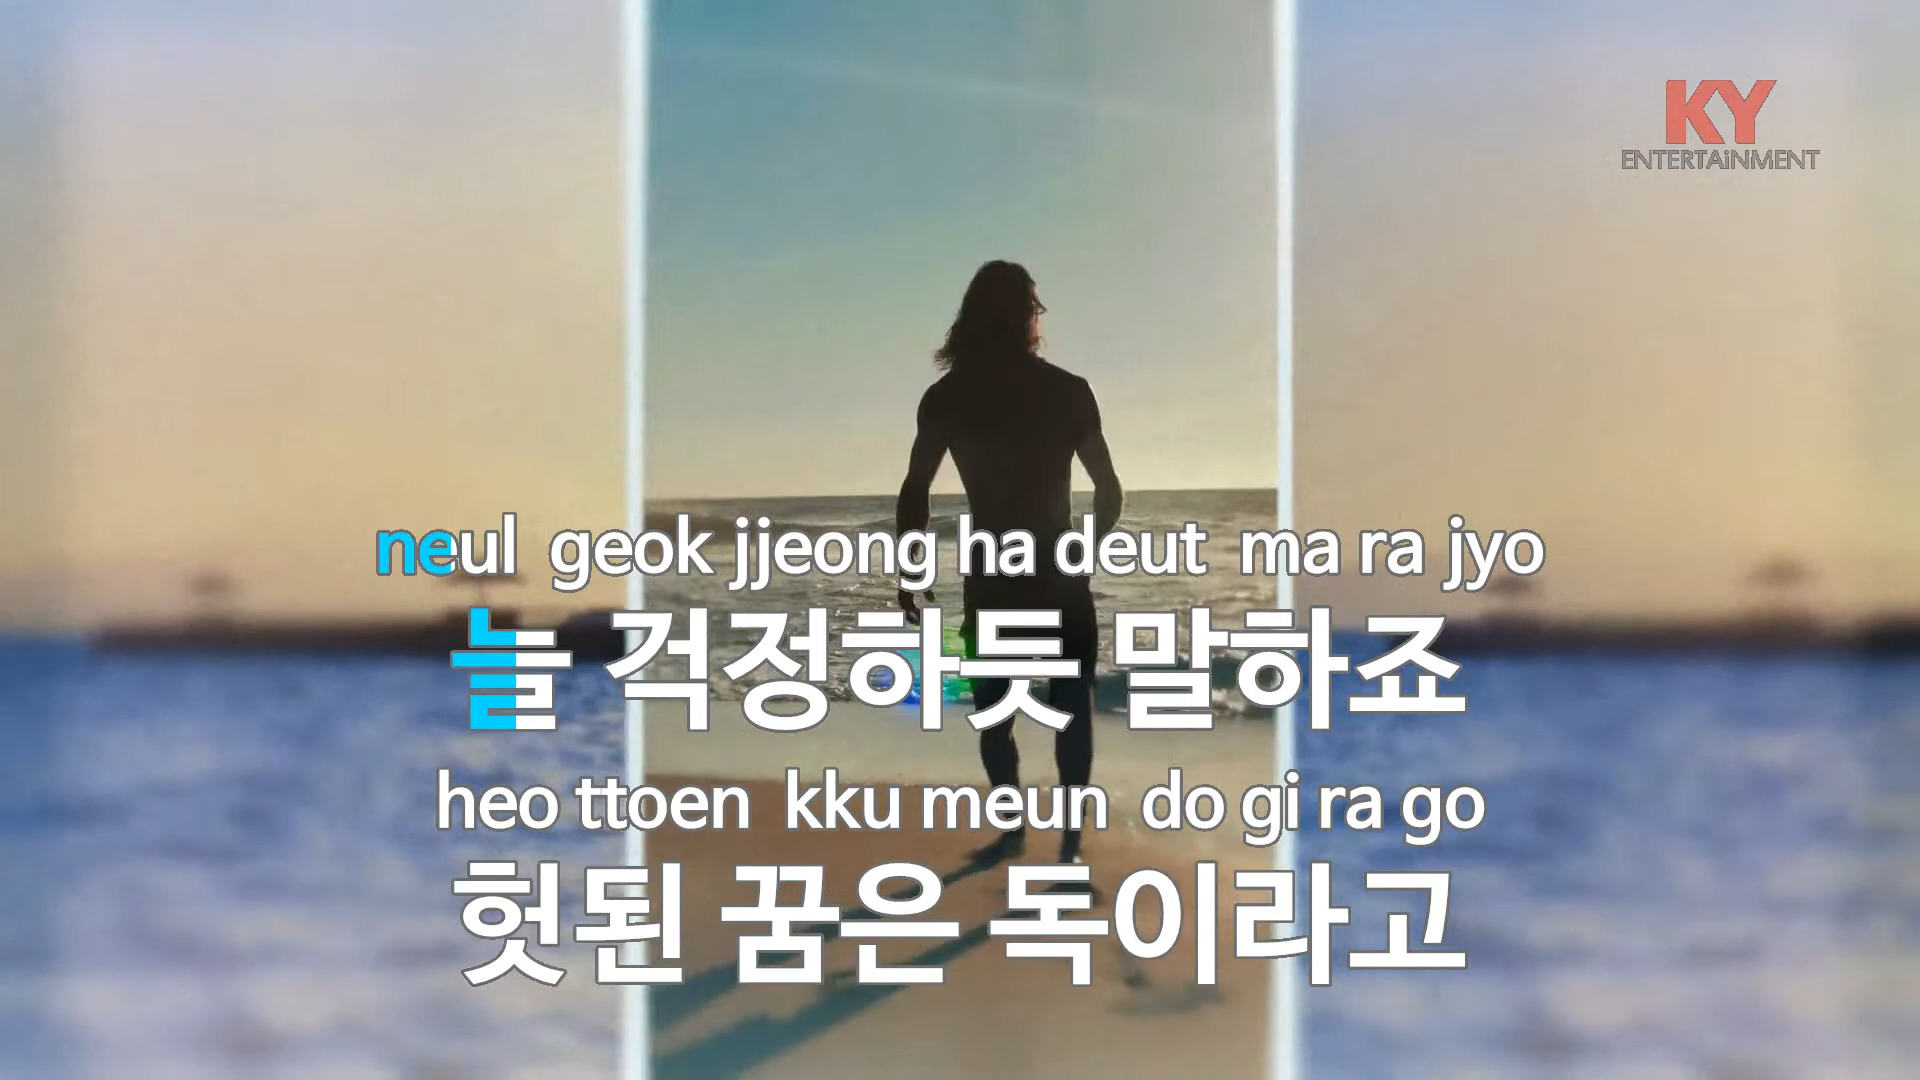 KY
ENTERTAiNMENT
neul geok jjeong ha deut ma ra jyo
늘 걱정하듯 말하죠
heo ttoen kku meun do gi ra go
헛된 꿈은 독이라고